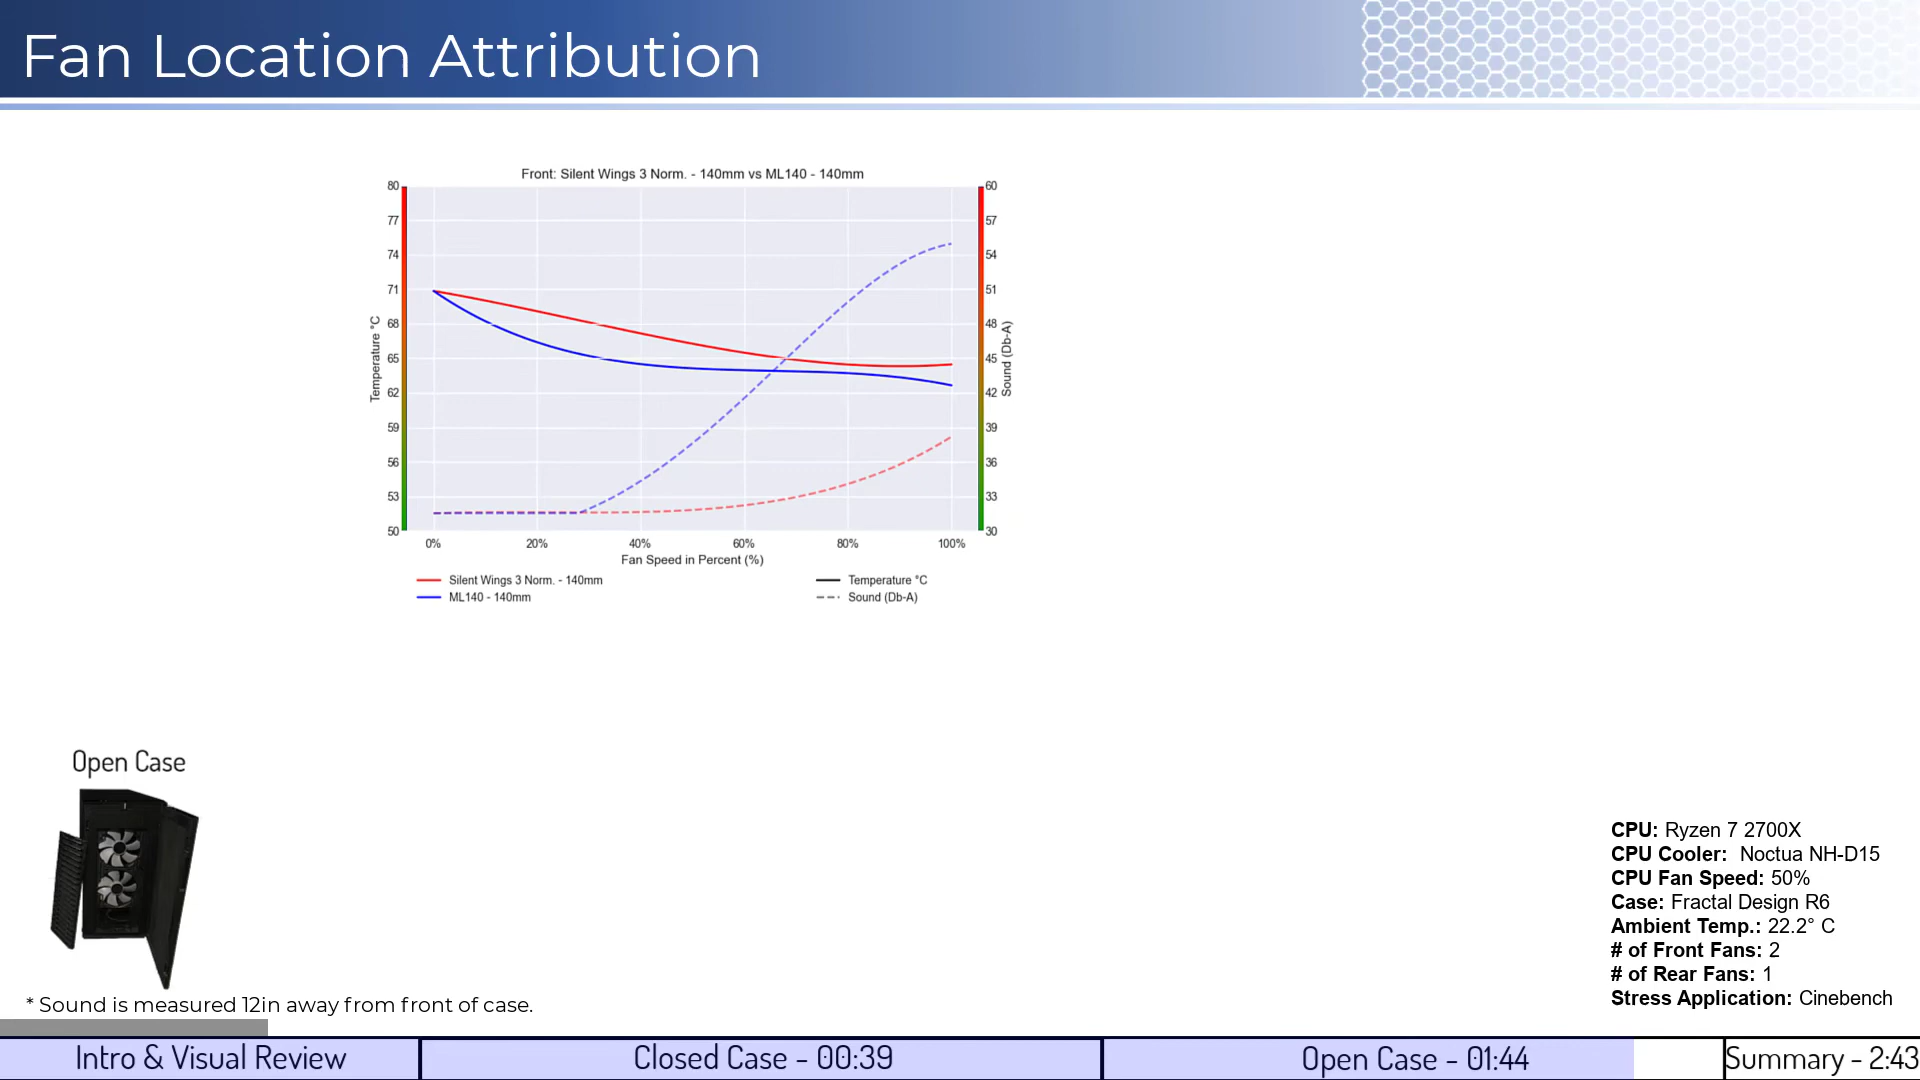 Fan Location Attribution
Front: Silent Wings 3 Norm. - 140mm vs ML140 - 140mm
80
77
74
71
68
65
62
59
56
53
50
Temperature °C
60
57
54
51
48
45
42
39
36
33
30
Sound (Db-A)
0% 20% 40% 60% 80% 100%
Fan Speed in Percent (%)
Silent Wings 3 Norm. - 140mm
ML140 - 140mm
Temperature °C
Sound (Db-A)
Open Case
CPU: Ryzen 7 2700X
CPU Cooler: Noctua NH-D15
CPU Fan Speed: 50%
Case: Fractal Design R6
Ambient Temp.: 22.2° C
# of Front Fans: 2
# of Rear Fans: 1
Stress Application: Cinebench
* Sound is measured 12in away from front of case.
Intro & Visual Review
Closed Case - 00:39
Open Case - 01:44
Summary - 2:43